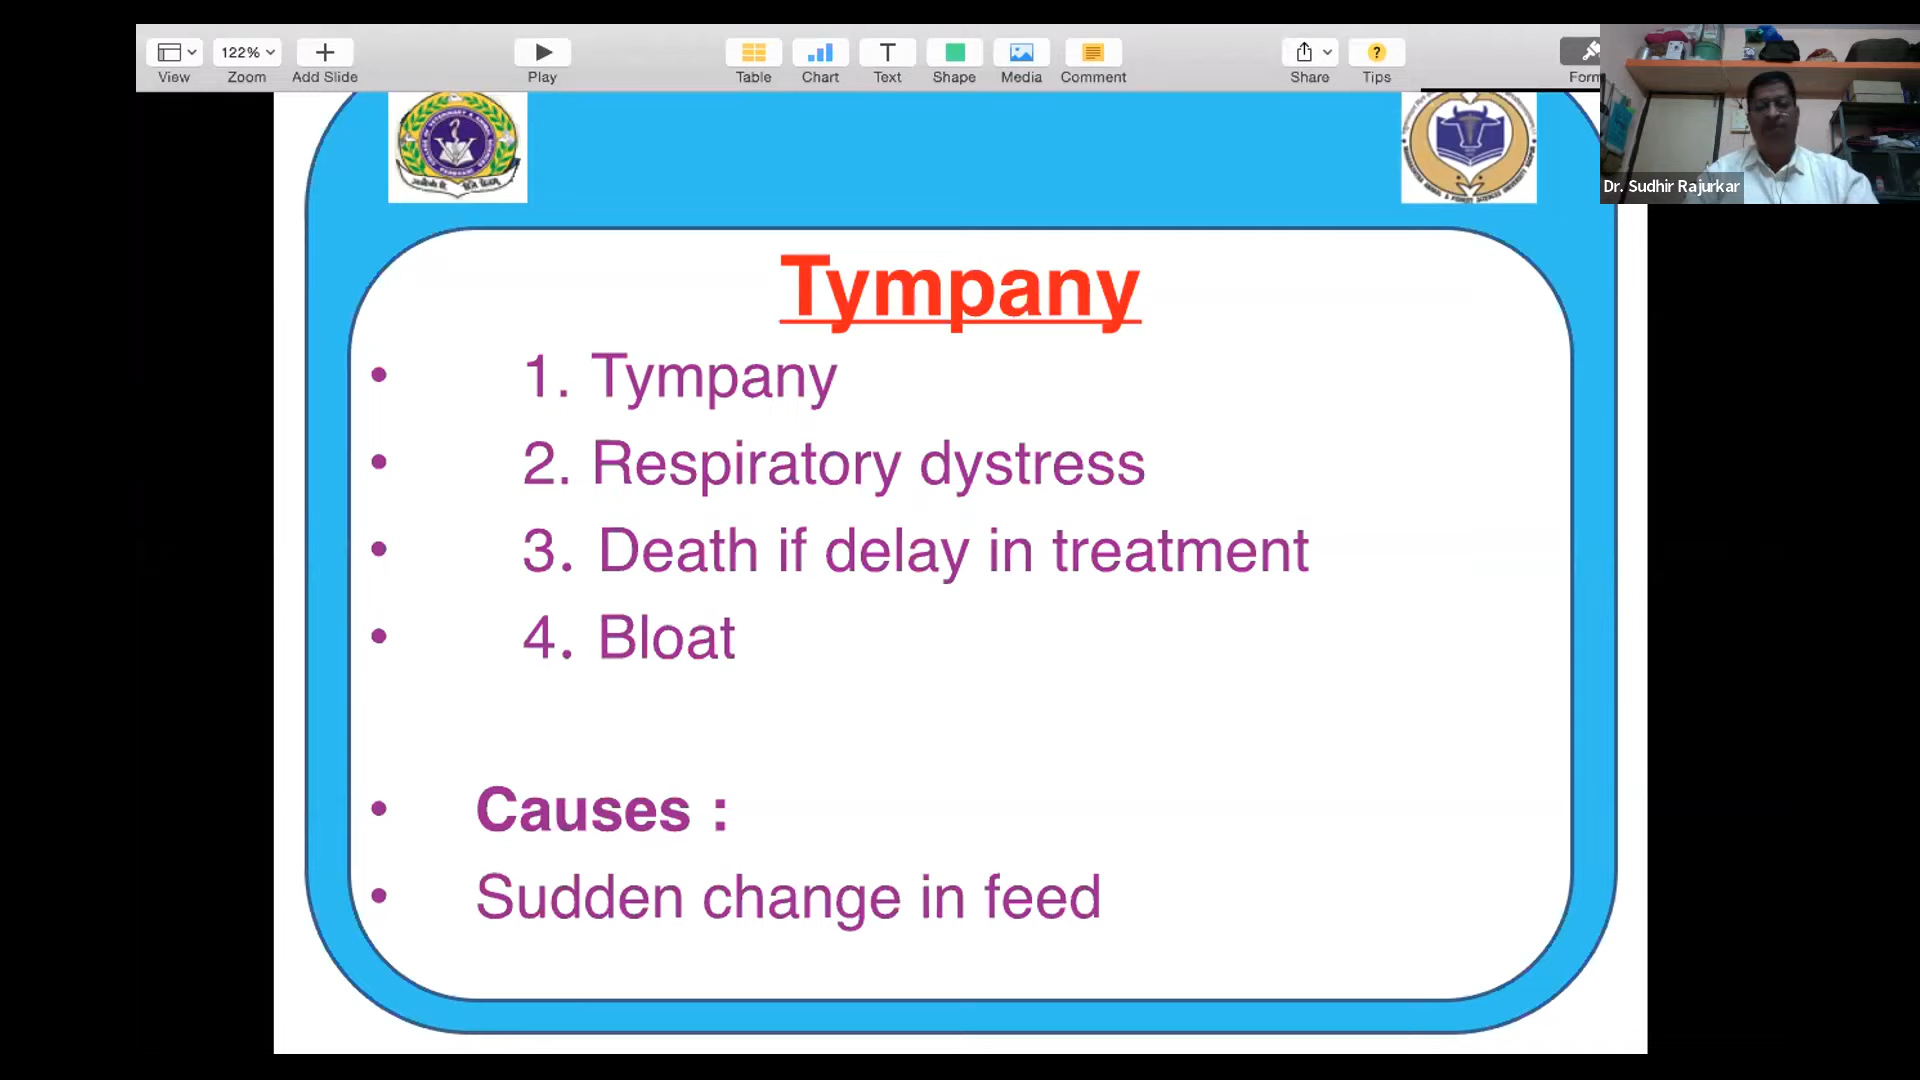 122%
View
Zoom
Add Slide
Play
Table
Chart
T
Text
Shape
Media
Comment
Share
?
Tips
Form
Dr. Sudhir Rajurkar
Tympany
• 1. Tympany
• 2. Respiratory dystress
• 3. Death if delay in treatment
• 4. Bloat
• Causes :
• Sudden change in feed